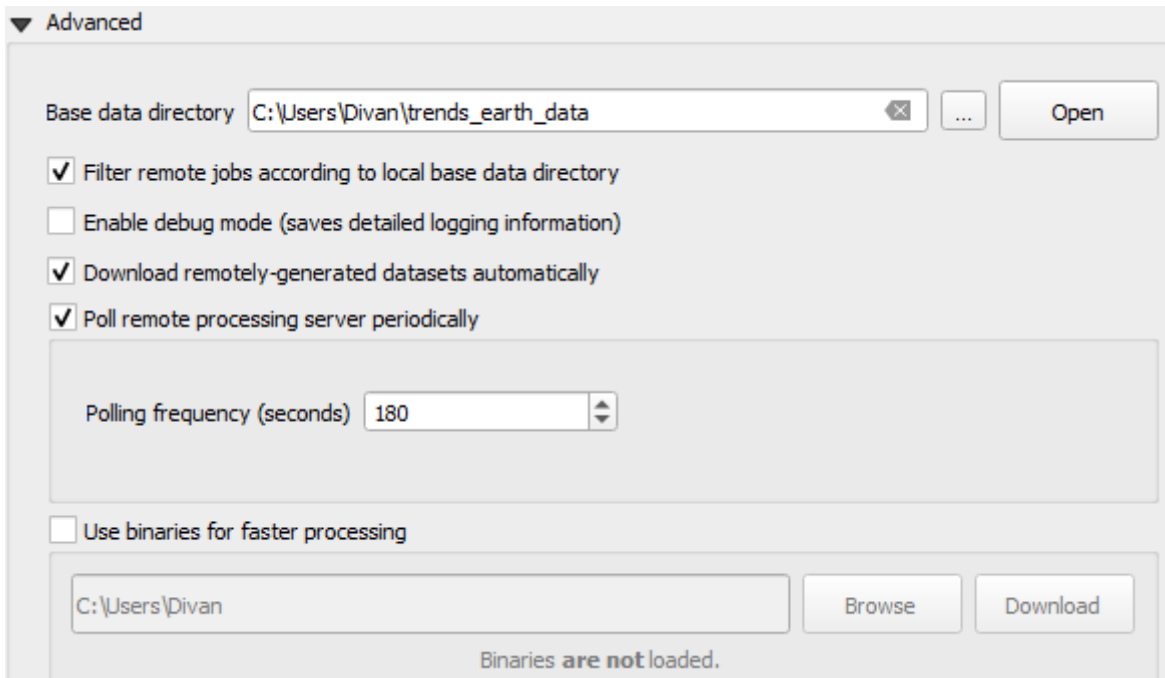 Advanced
Base data directory C:\Users\Divan\trends_earth_data ... Open
Filter remote jobs according to local base data directory
Enable debug mode (saves detailed logging information)
Download remotely-generated datasets automatically
Poll remote processing server periodically
Polling frequency (seconds) 180
Use binaries for faster processing
C:\Users\Divan Browse Download
Binaries are not loaded.